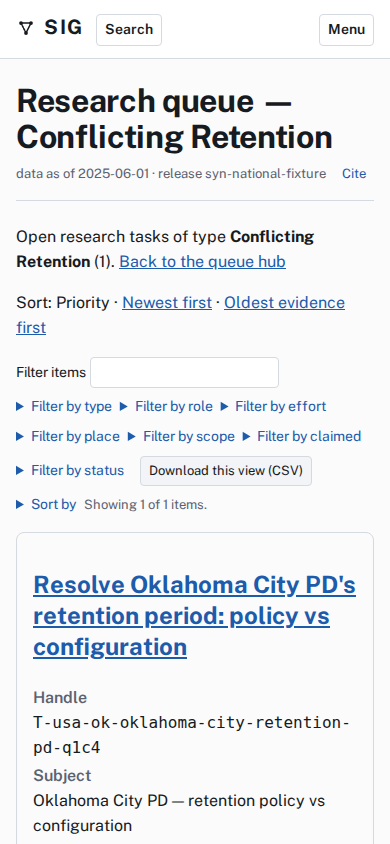 SIG Search Menu
Research queue —
Conflicting Retention
data as of 2025-06-01 · release syn-national-fixture Cite
Open research tasks of type Conflicting
Retention (1). Back to the queue hub
Sort: Priority · Newest first · Oldest evidence
first
Filter items
▶ Filter by type ▶ Filter by role ▶ Filter by effort
▶ Filter by place ▶ Filter by scope ▶ Filter by claimed
▶ Filter by status Download this view (CSV)
▶ Sort by Showing 1 of 1 items.
Resolve Oklahoma City PD's
retention period: policy vs
configuration
Handle
T-usa-ok-oklahoma-city-retention-
pd-q1c4
Subject
Oklahoma City PD — retention policy vs
configuration